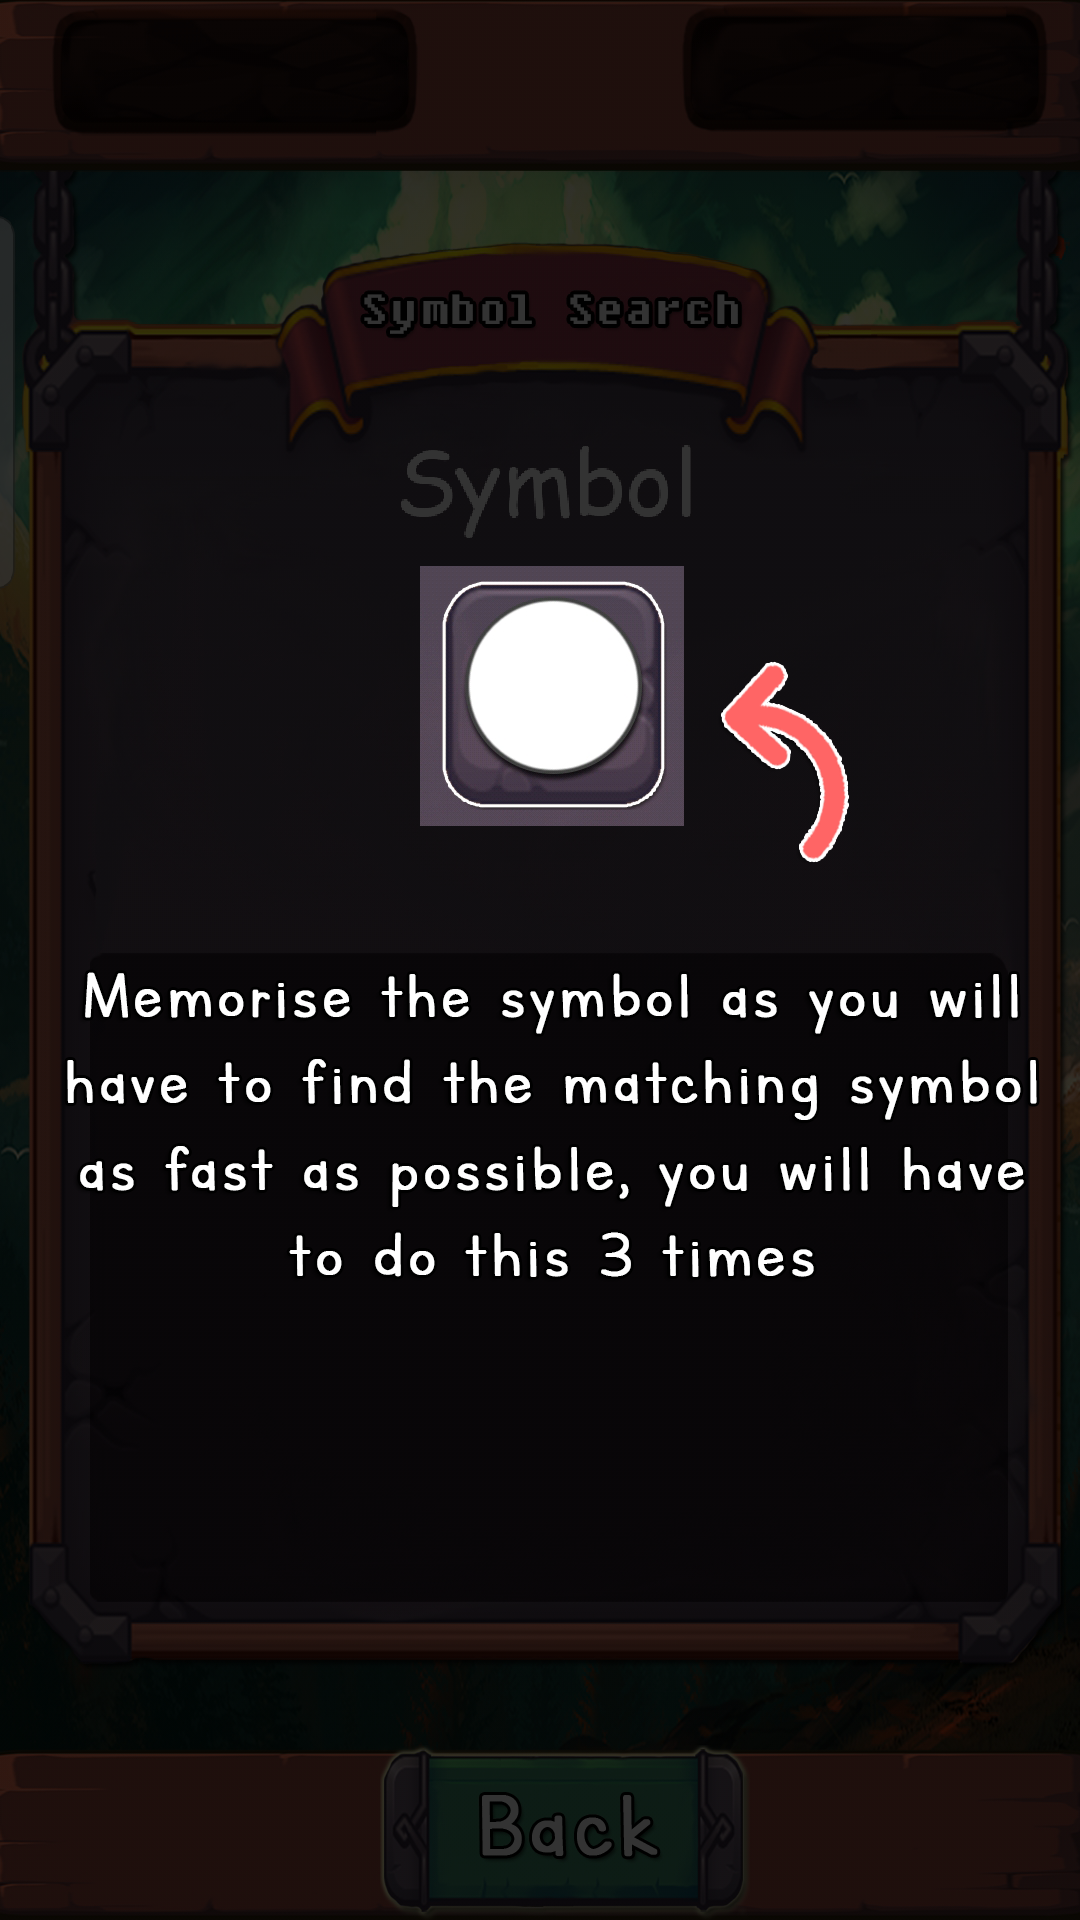 Symbol Search
Symbol
Memorise the symbol as you will
have to find the matching symbol
as fast as possible, you will have
to do this 3 times
Back